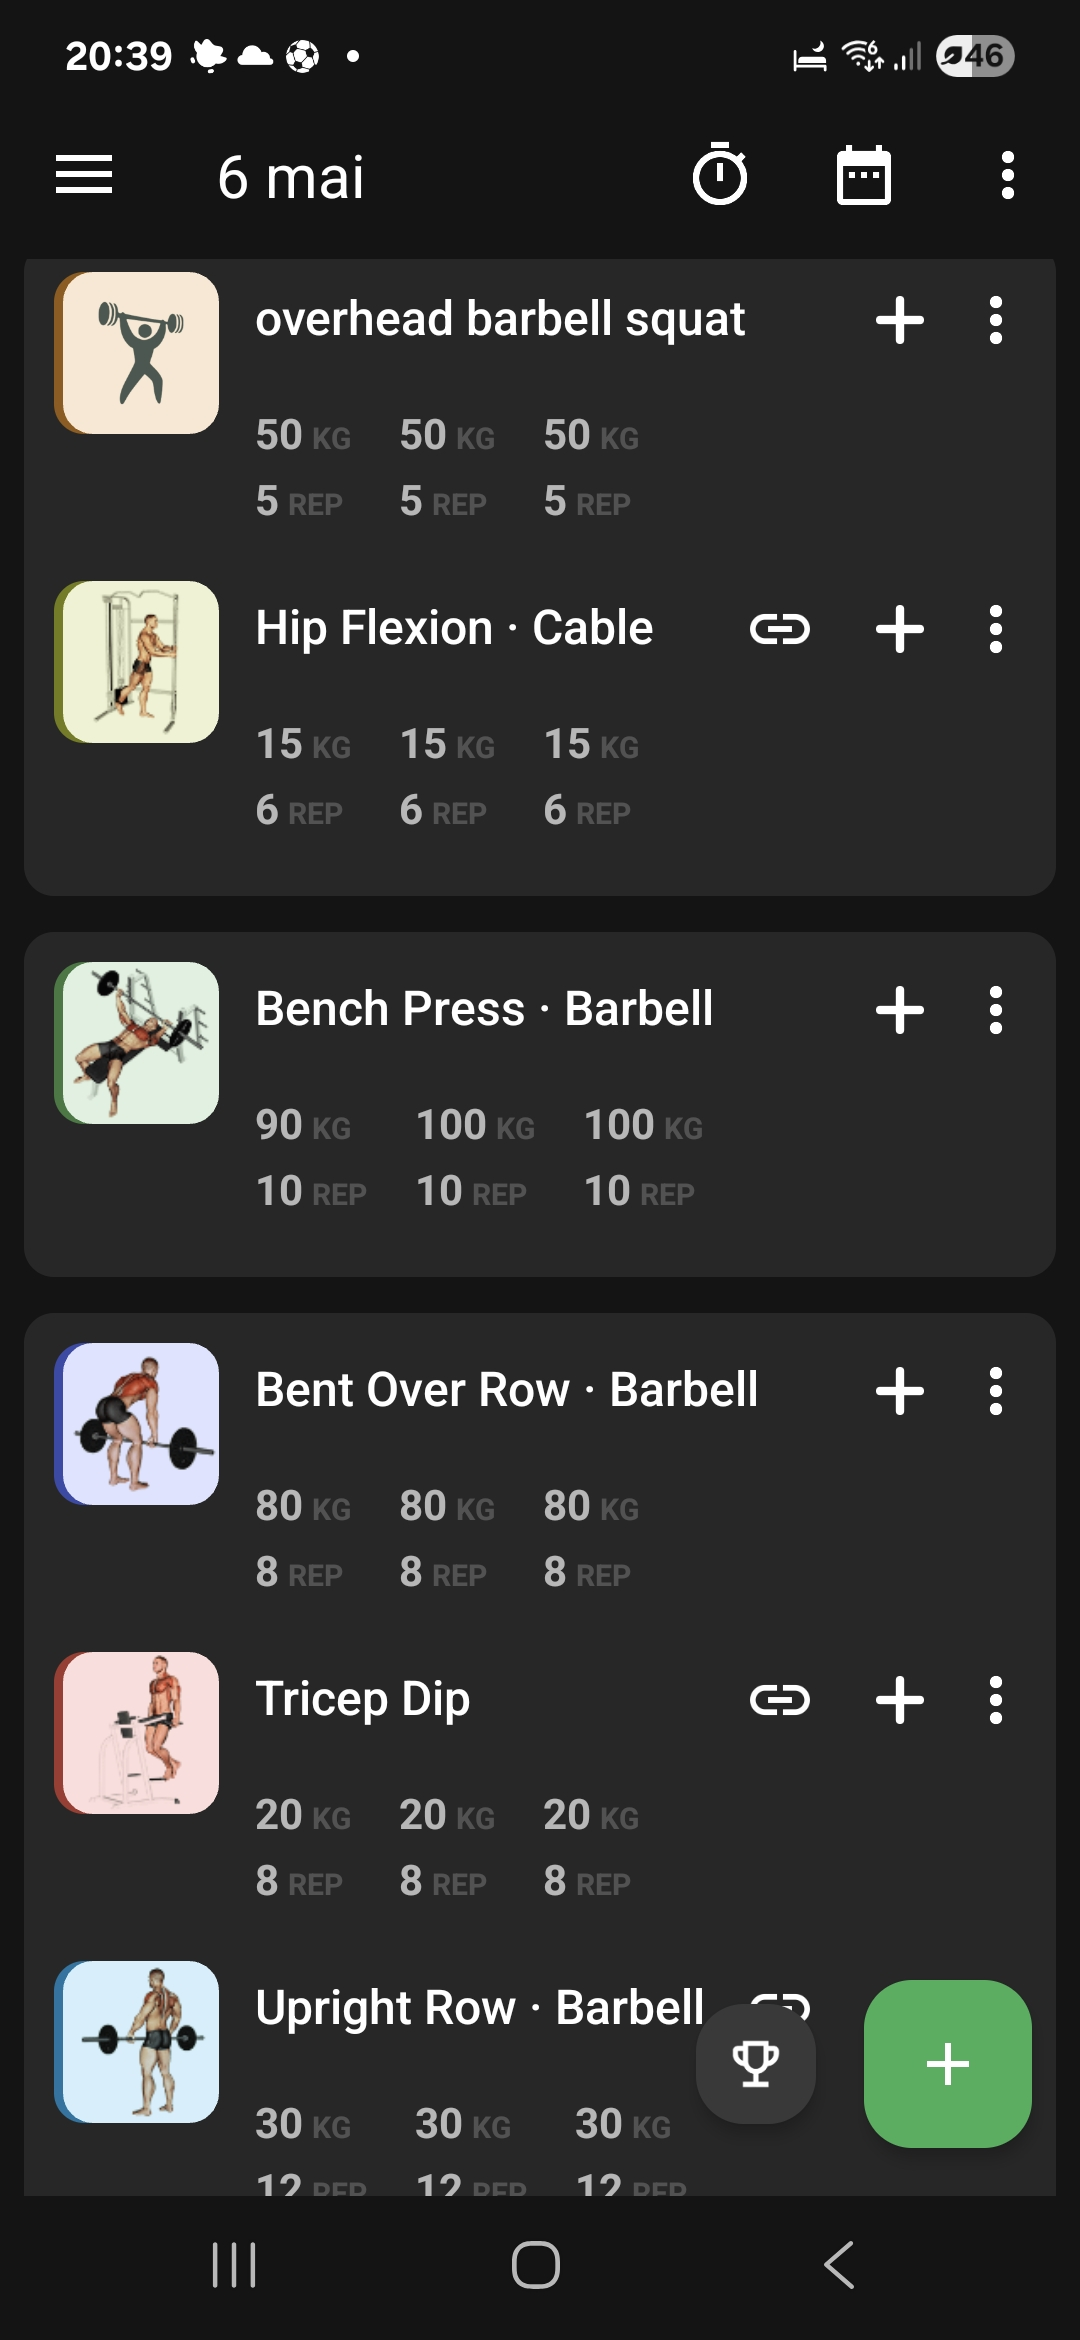 20:39 46
6 mai
overhead barbell squat
50 KG 50 KG 50 KG
5 REP 5 REP 5 REP
Hip Flexion · Cable
15 KG 15 KG 15 KG
6 REP 6 REP 6 REP
Bench Press · Barbell
90 KG 100 KG 100 KG
10 REP 10 REP 10 REP
Bent Over Row · Barbell
80 KG 80 KG 80 KG
8 REP 8 REP 8 REP
Tricep Dip
20 KG 20 KG 20 KG
8 REP 8 REP 8 REP
Upright Row · Barbell
30 KG 30 KG 30 KG
12 REP 12 REP 12 REP